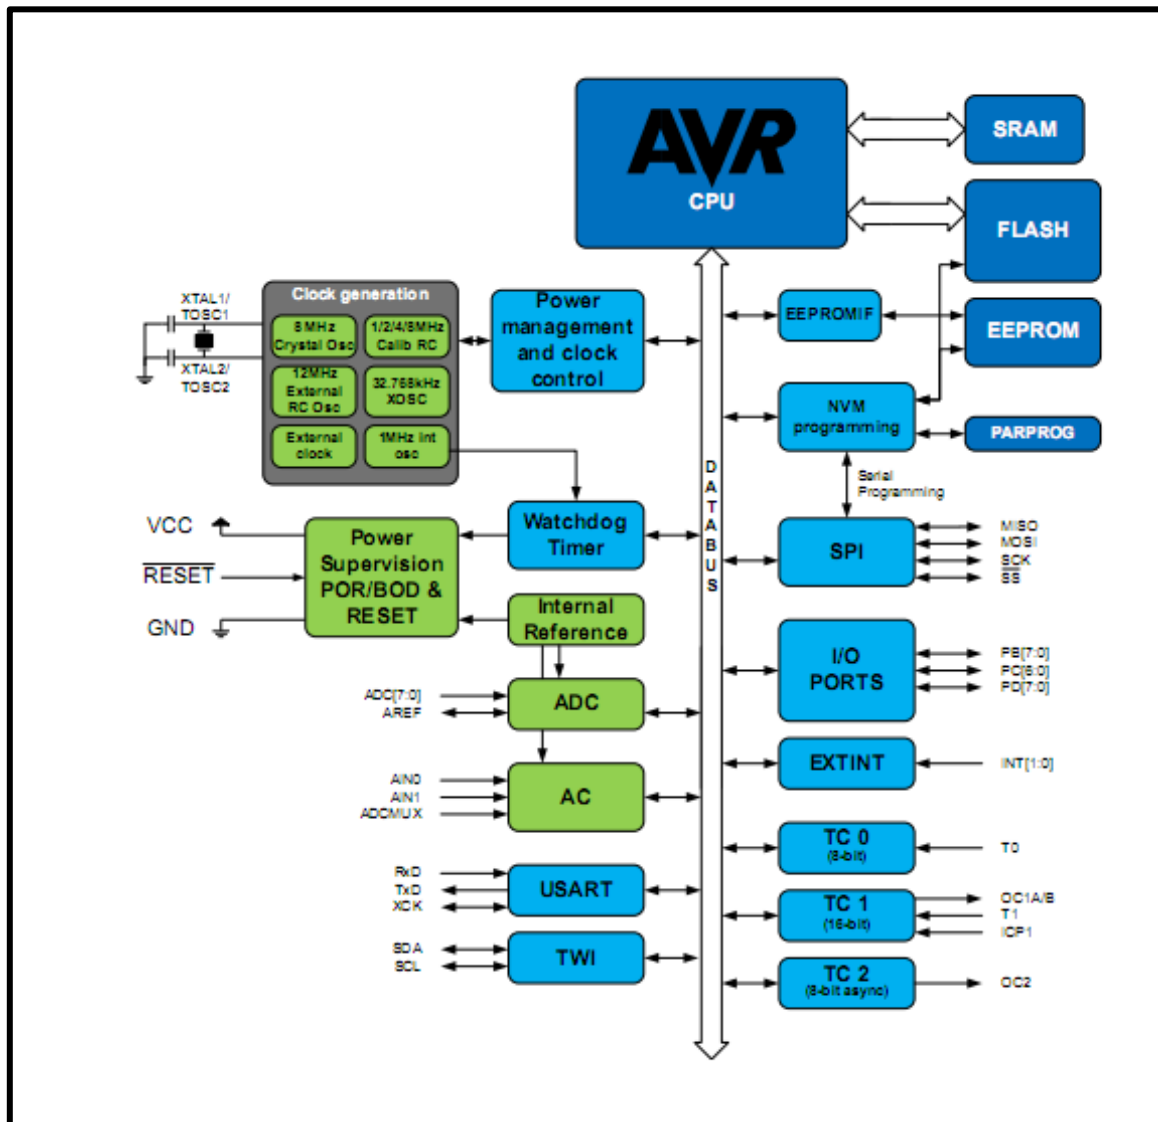 AVR
CPU
SRAM
FLASH
EEPROM
PARPROG
XTAL1/
TOSC1
XTAL2/
TOSC2
Clock generation
8MHz
Crystal Osc
1/2/4/8MHz
Calib RC
12MHz
External
RC Osc
32.768kHz
XOSC
External
clock
1MHz int
osc
Power
management
and clock
control
EEPROMIF
NVM
programming
Serial
Programming
DATABUS
VCC
RESET
GND
Power
Supervision
POR/BOD &
RESET
Watchdog
Timer
Internal
Reference
SPI
MISO
MOSI
SCK
SS
I/O
PORTS
PB[7:0]
PC[6:0]
PD[7:0]
ADC[7:0]
AREF
ADC
EXTINT
INT[1:0]
AIN0
AIN1
ADCMUX
AC
TC 0
(8-bit)
T0
RxD
TxD
XCK
USART
TC 1
(16-bit)
OC1A/B
T1
ICP1
SDA
SCL
TWI
TC 2
(8-bit async)
OC2